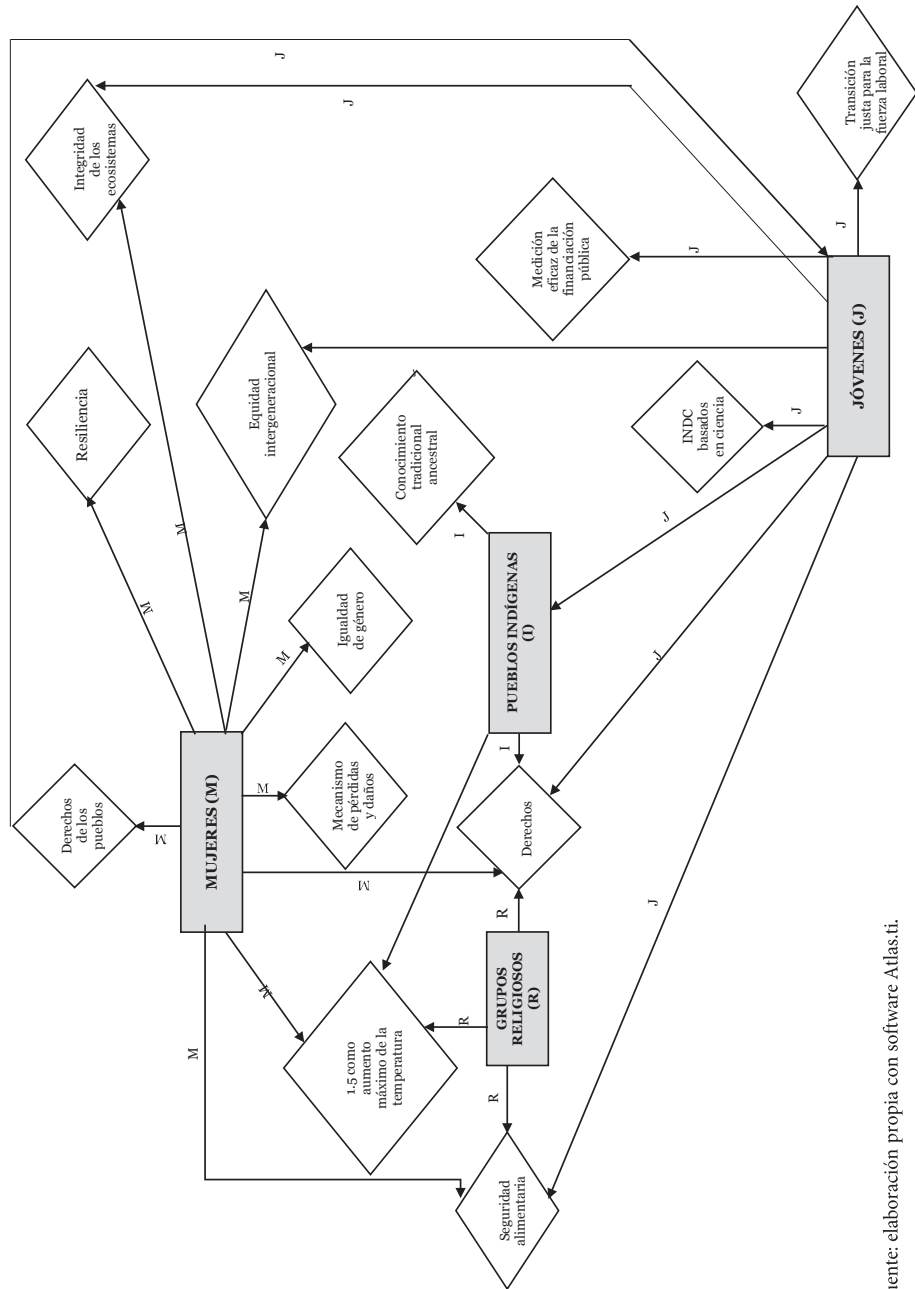 Integridad
de los
ecosistemas
Transición
justa para la
fuerza laboral
Resiliencia
Medición
eficaz de la
financiación
pública
Equidad
intergeneracional
Conocimiento
tradicional
ancestral
INDC
basados
en ciencia
JÓVENES (J)
Igualdad
de género
PUEBLOS INDÍGENAS
(I)
Derechos
de los
pueblos
MUJERES (M)
Mecanismo
de pérdidas
y daños
Derechos
1.5 como
aumento
máximo de la
temperatura
GRUPOS
RELIGIOSOS
(R)
Seguridad
alimentaria
J
J
J
J
J
J
J
J
M
M
M
M
M
M
M
M
M
I
I
R
R
R
uente: elaboración propia con software Atlas.ti.